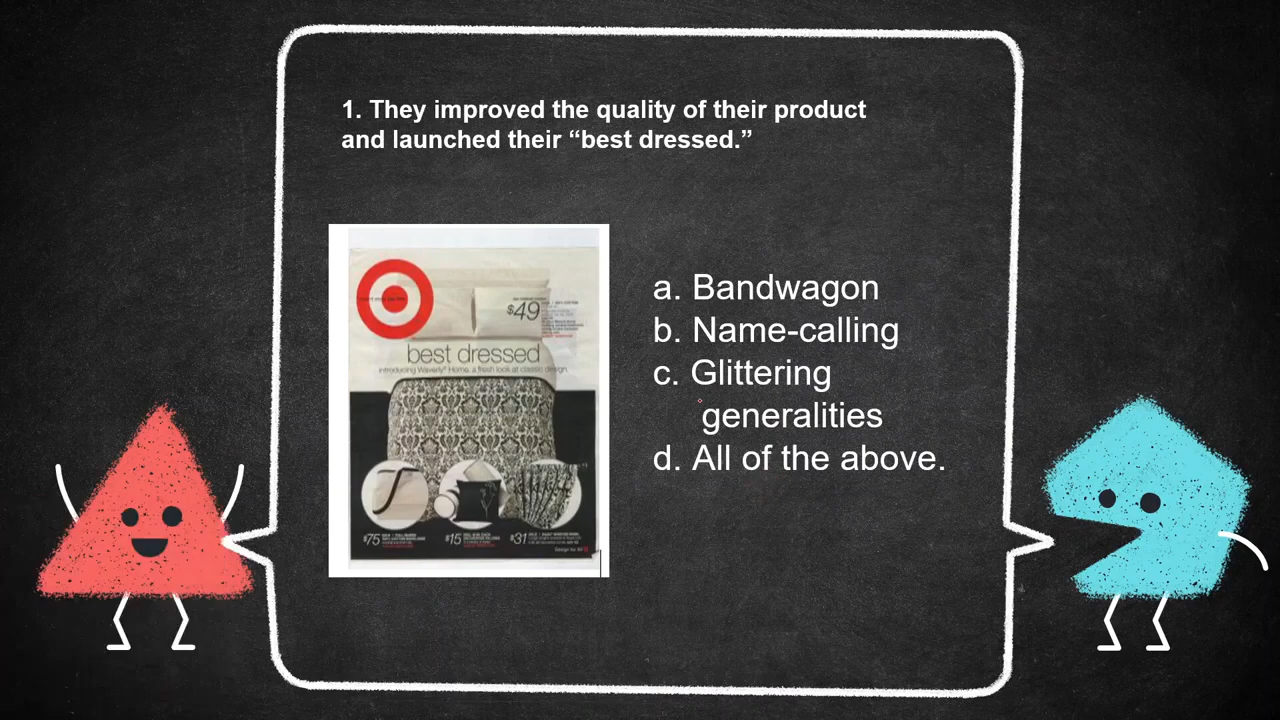 1. They improved the quality of their product
and launched their “best dressed.”
$49
best dressed
introducing Waverly® Home, a fresh look at classic design.
$75
$15
$31
a. Bandwagon
b. Name-calling
c. Glittering
generalities
d. All of the above.